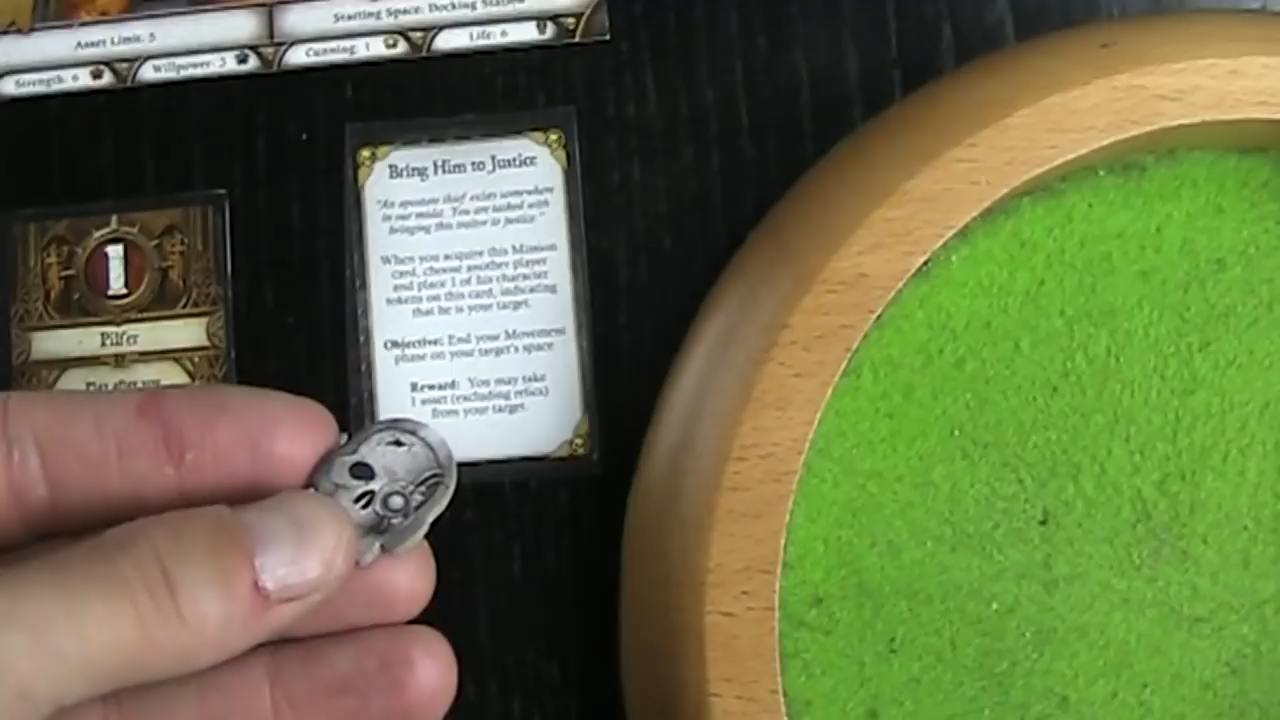 Starting Space: Docking Station
Asset Limit: 5
Strength: 6
Willpower: 3
Cunning: 1
Life: 6
Bring Him to Justice
"An apostate thief exists somewhere
in our midst. You are tasked with
bringing this traitor to justice."
When you acquire this Mission
card, choose another player
and place 1 of his character
tokens on this card, indicating
that he is your target.
Objective: End your Movement
phase on your target's space
Reward: You may take
1 asset (excluding relics)
from your target.
1
Pilfer
Play after you